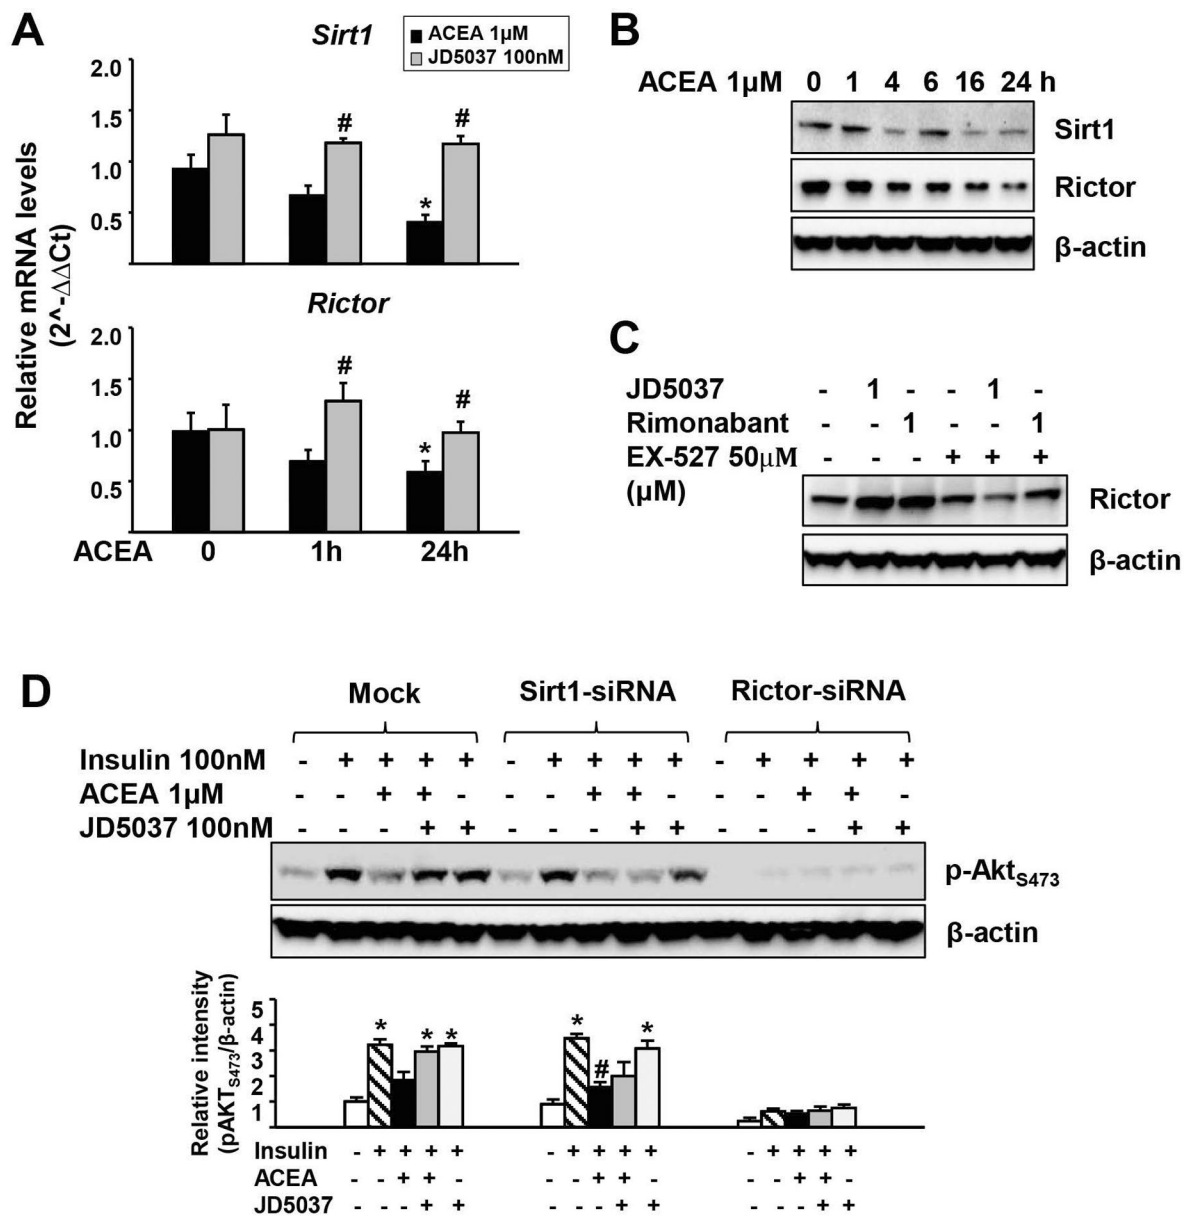 A
Sirt1
ACEA 1µM
JD5037 100nM
2.0
1.5
1.0
0.5
*
#
#
Relative mRNA levels
(2^-ΔΔCt)
Rictor
2.0
1.5
1.0
0.5
#
*
#
ACEA 0 1h 24h
B
ACEA 1µM 0 1 4 6 16 24 h
Sirt1
Rictor
β-actin
C
JD5037 - 1 - - 1 -
Rimonabant - - 1 - - 1
EX-527 50µM - - - + + +
(µM)
Rictor
β-actin
D
Mock Sirt1-siRNA Rictor-siRNA
Insulin 100nM - + + + + - + + + + - + + + +
ACEA 1µM - - + + - - - + + - - - + + -
JD5037 100nM - - - + + - - - + + - - - + +
p-AktS473
β-actin
Relative intensity
(pAKTS473/β-actin)
5
4
3
2
1
* * *
* # *
Insulin - + + + + - + + + + - + + + +
ACEA - - + + - - - + + - - - + + -
JD5037 - - - + + - - - + + - - - + +